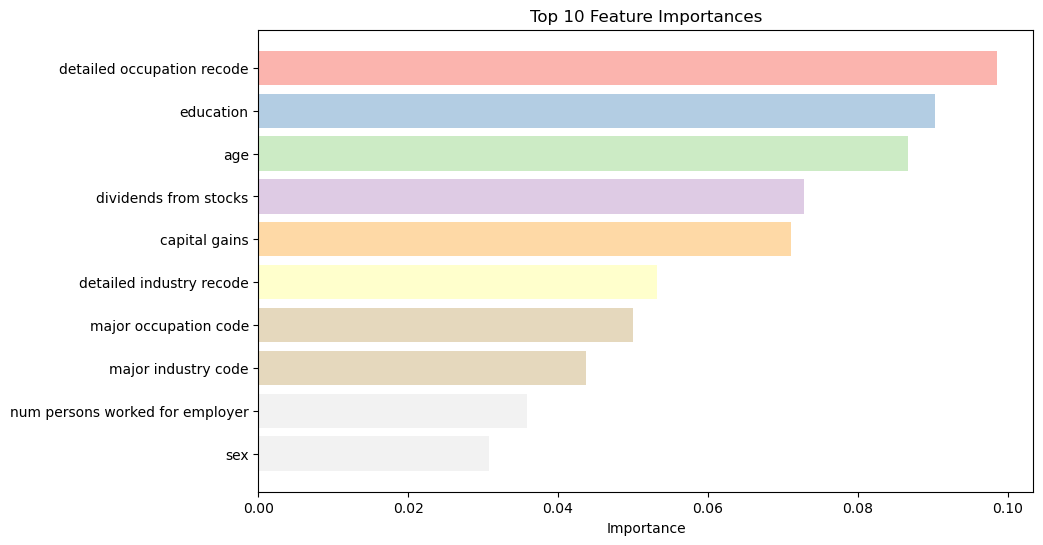 Top 10 Feature Importances
detailed occupation recode
education
age
dividends from stocks
capital gains
detailed industry recode
major occupation code
major industry code
num persons worked for employer
sex
0.00 0.02 0.04 0.06 0.08 0.10
Importance